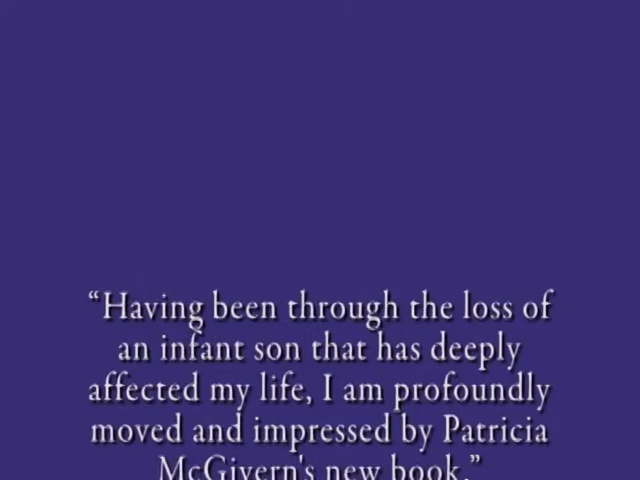 “Having been through the loss of
an infant son that has deeply
affected my life, I am profoundly
moved and impressed by Patricia
McGivern's new book.”